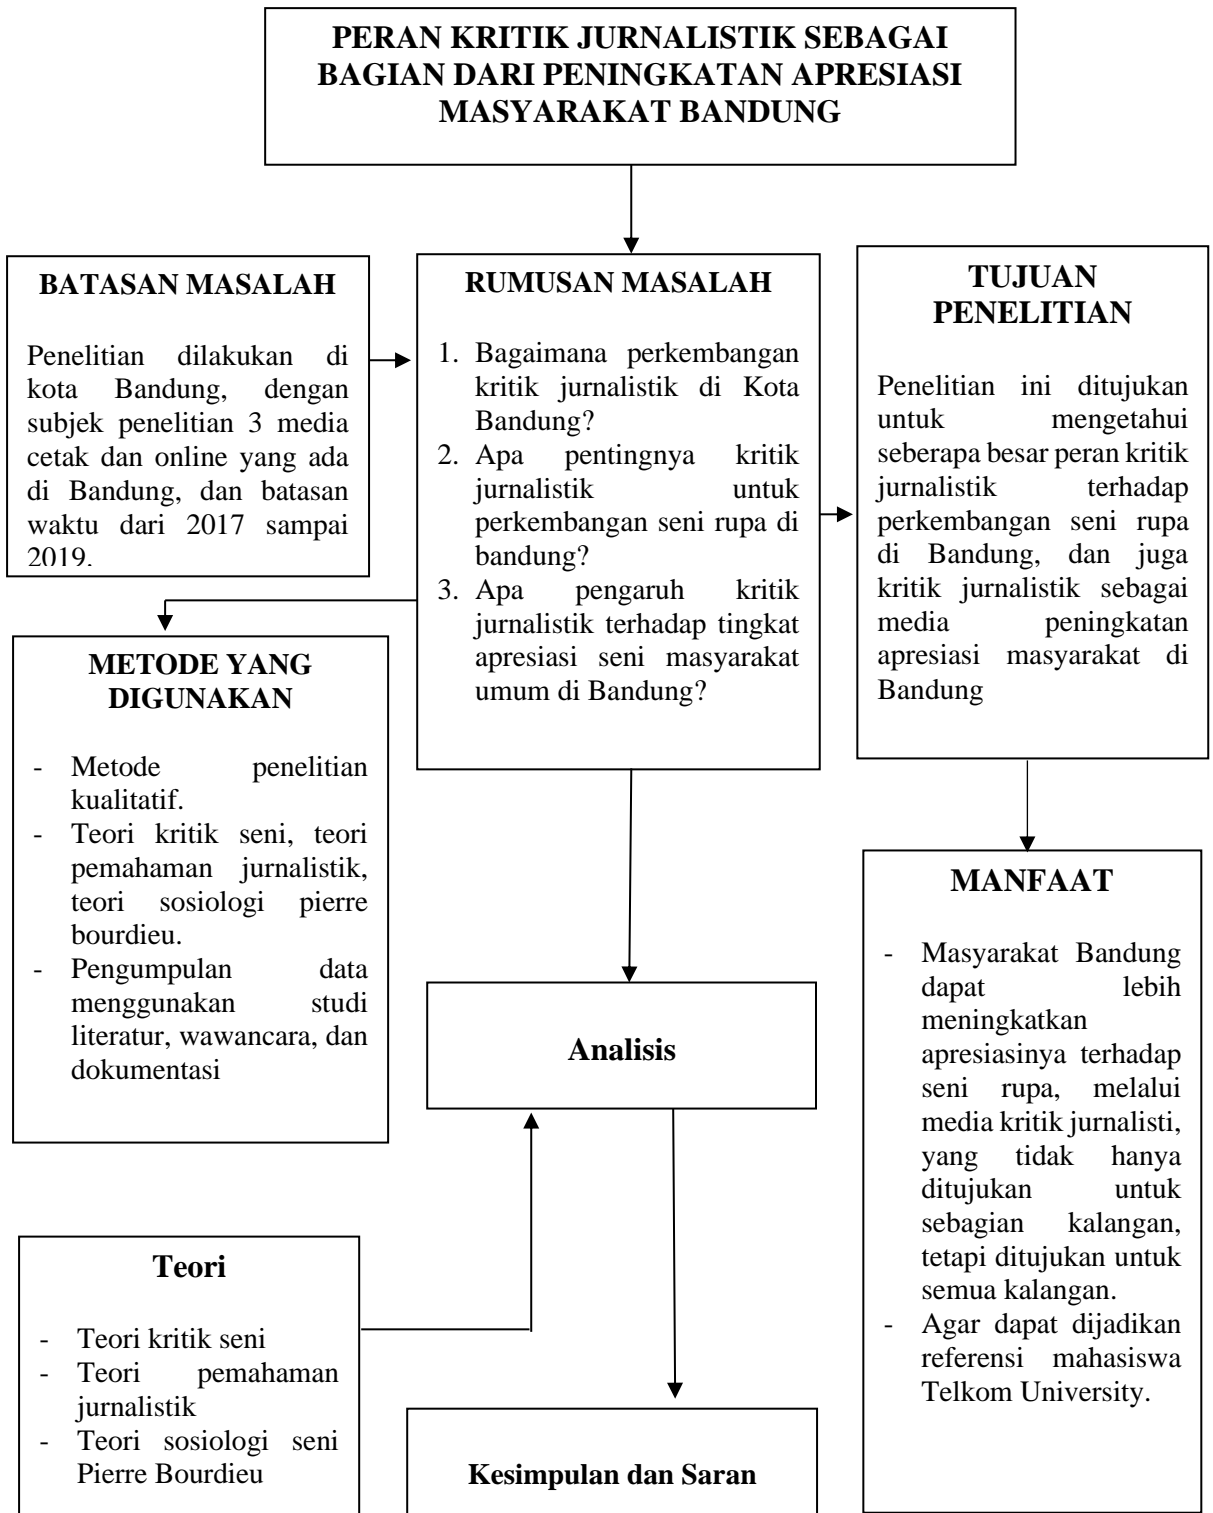 PERAN KRITIK JURNALISTIK SEBAGAI
BAGIAN DARI PENINGKATAN APRESIASI
MASYARAKAT BANDUNG
BATASAN MASALAH
Penelitian dilakukan di
kota Bandung, dengan
subjek penelitian 3 media
cetak dan online yang ada
di Bandung, dan batasan
waktu dari 2017 sampai
2019.
RUMUSAN MASALAH
1. Bagaimana perkembangan
kritik jurnalistik di Kota
Bandung?
2. Apa pentingnya kritik
jurnalistik untuk
perkembangan seni rupa di
bandung?
3. Apa pengaruh kritik
jurnalistik terhadap tingkat
apresiasi seni masyarakat
umum di Bandung?
TUJUAN
PENELITIAN
Penelitian ini ditujukan
untuk mengetahui
seberapa besar peran kritik
jurnalistik terhadap
perkembangan seni rupa
di Bandung, dan juga
kritik jurnalistik sebagai
media peningkatan
apresiasi masyarakat di
Bandung
METODE YANG
DIGUNAKAN
- Metode penelitian
kualitatif.
- Teori kritik seni, teori
pemahaman jurnalistik,
teori sosiologi pierre
bourdieu.
- Pengumpulan data
menggunakan studi
literatur, wawancara, dan
dokumentasi
MANFAAT
- Masyarakat Bandung
dapat lebih
meningkatkan
apresiasinya terhadap
seni rupa, melalui
media kritik jurnalisti,
yang tidak hanya
ditujukan untuk
sebagian kalangan,
tetapi ditujukan untuk
semua kalangan.
- Agar dapat dijadikan
referensi mahasiswa
Telkom University.
Analisis
Teori
- Teori kritik seni
- Teori pemahaman
jurnalistik
- Teori sosiologi seni
Pierre Bourdieu
Kesimpulan dan Saran